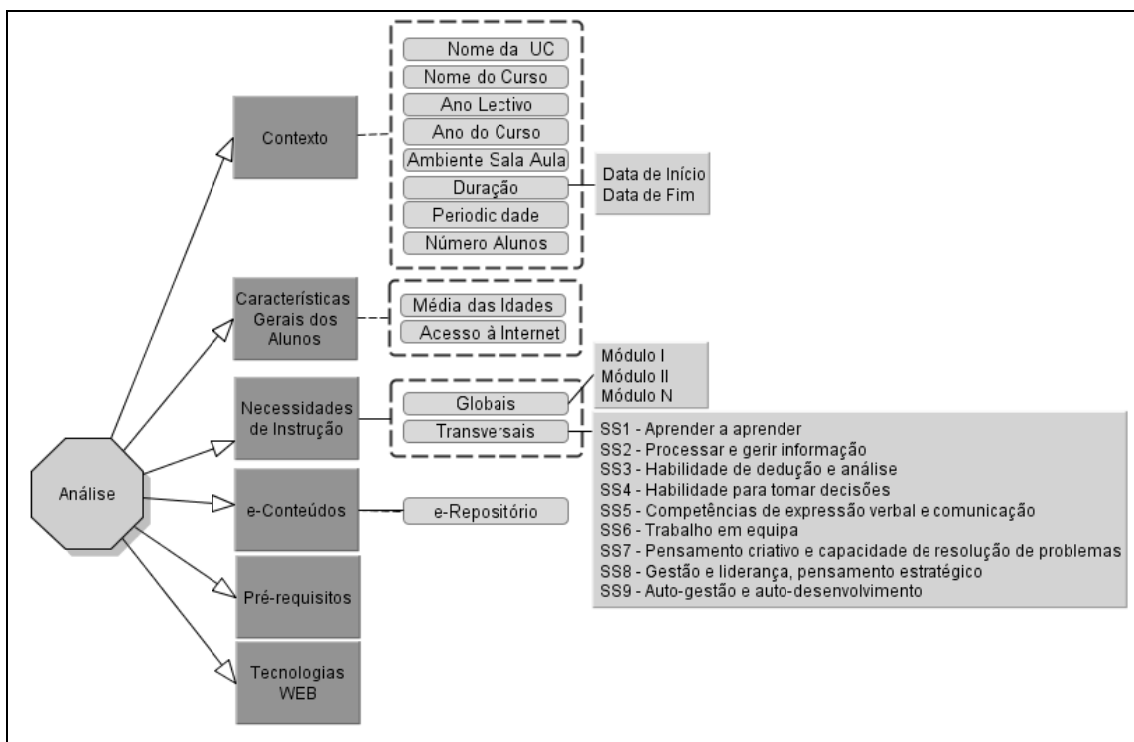 Nome da UC
Nome do Curso
Ano Lectivo
Ano do Curso
Ambiente Sala Aula
Duração
Periodicidade
Número Alunos
Contexto
Data de Início
Data de Fim
Características
Gerais dos
Alunos
Média das Idades
Acesso à Internet
Necessidades
de Instrução
Globais
Transversais
Módulo I
Módulo II
Módulo N
SS1 - Aprender a aprender
SS2 - Processar e gerir informação
SS3 - Habilidade de dedução e análise
SS4 - Habilidade para tomar decisões
SS5 - Competências de expressão verbal e comunicação
SS6 - Trabalho em equipa
SS7 - Pensamento criativo e capacidade de resolução de problemas
SS8 - Gestão e liderança, pensamento estratégico
SS9 - Auto-gestão e auto-desenvolvimento
Análise
e-Conteúdos
e-Repositório
Pré-requisitos
Tecnologias
WEB